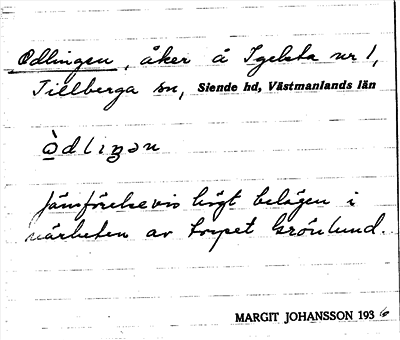 Odlingen, åker å Igelsta nr 1,
Tillberga sn, Siende hd, Västmanlands län
ò̱dliŋən
Jämförelsevis högt belägen i
närheten av torpet Grönlund.
MARGIT JOHANSSON 1936